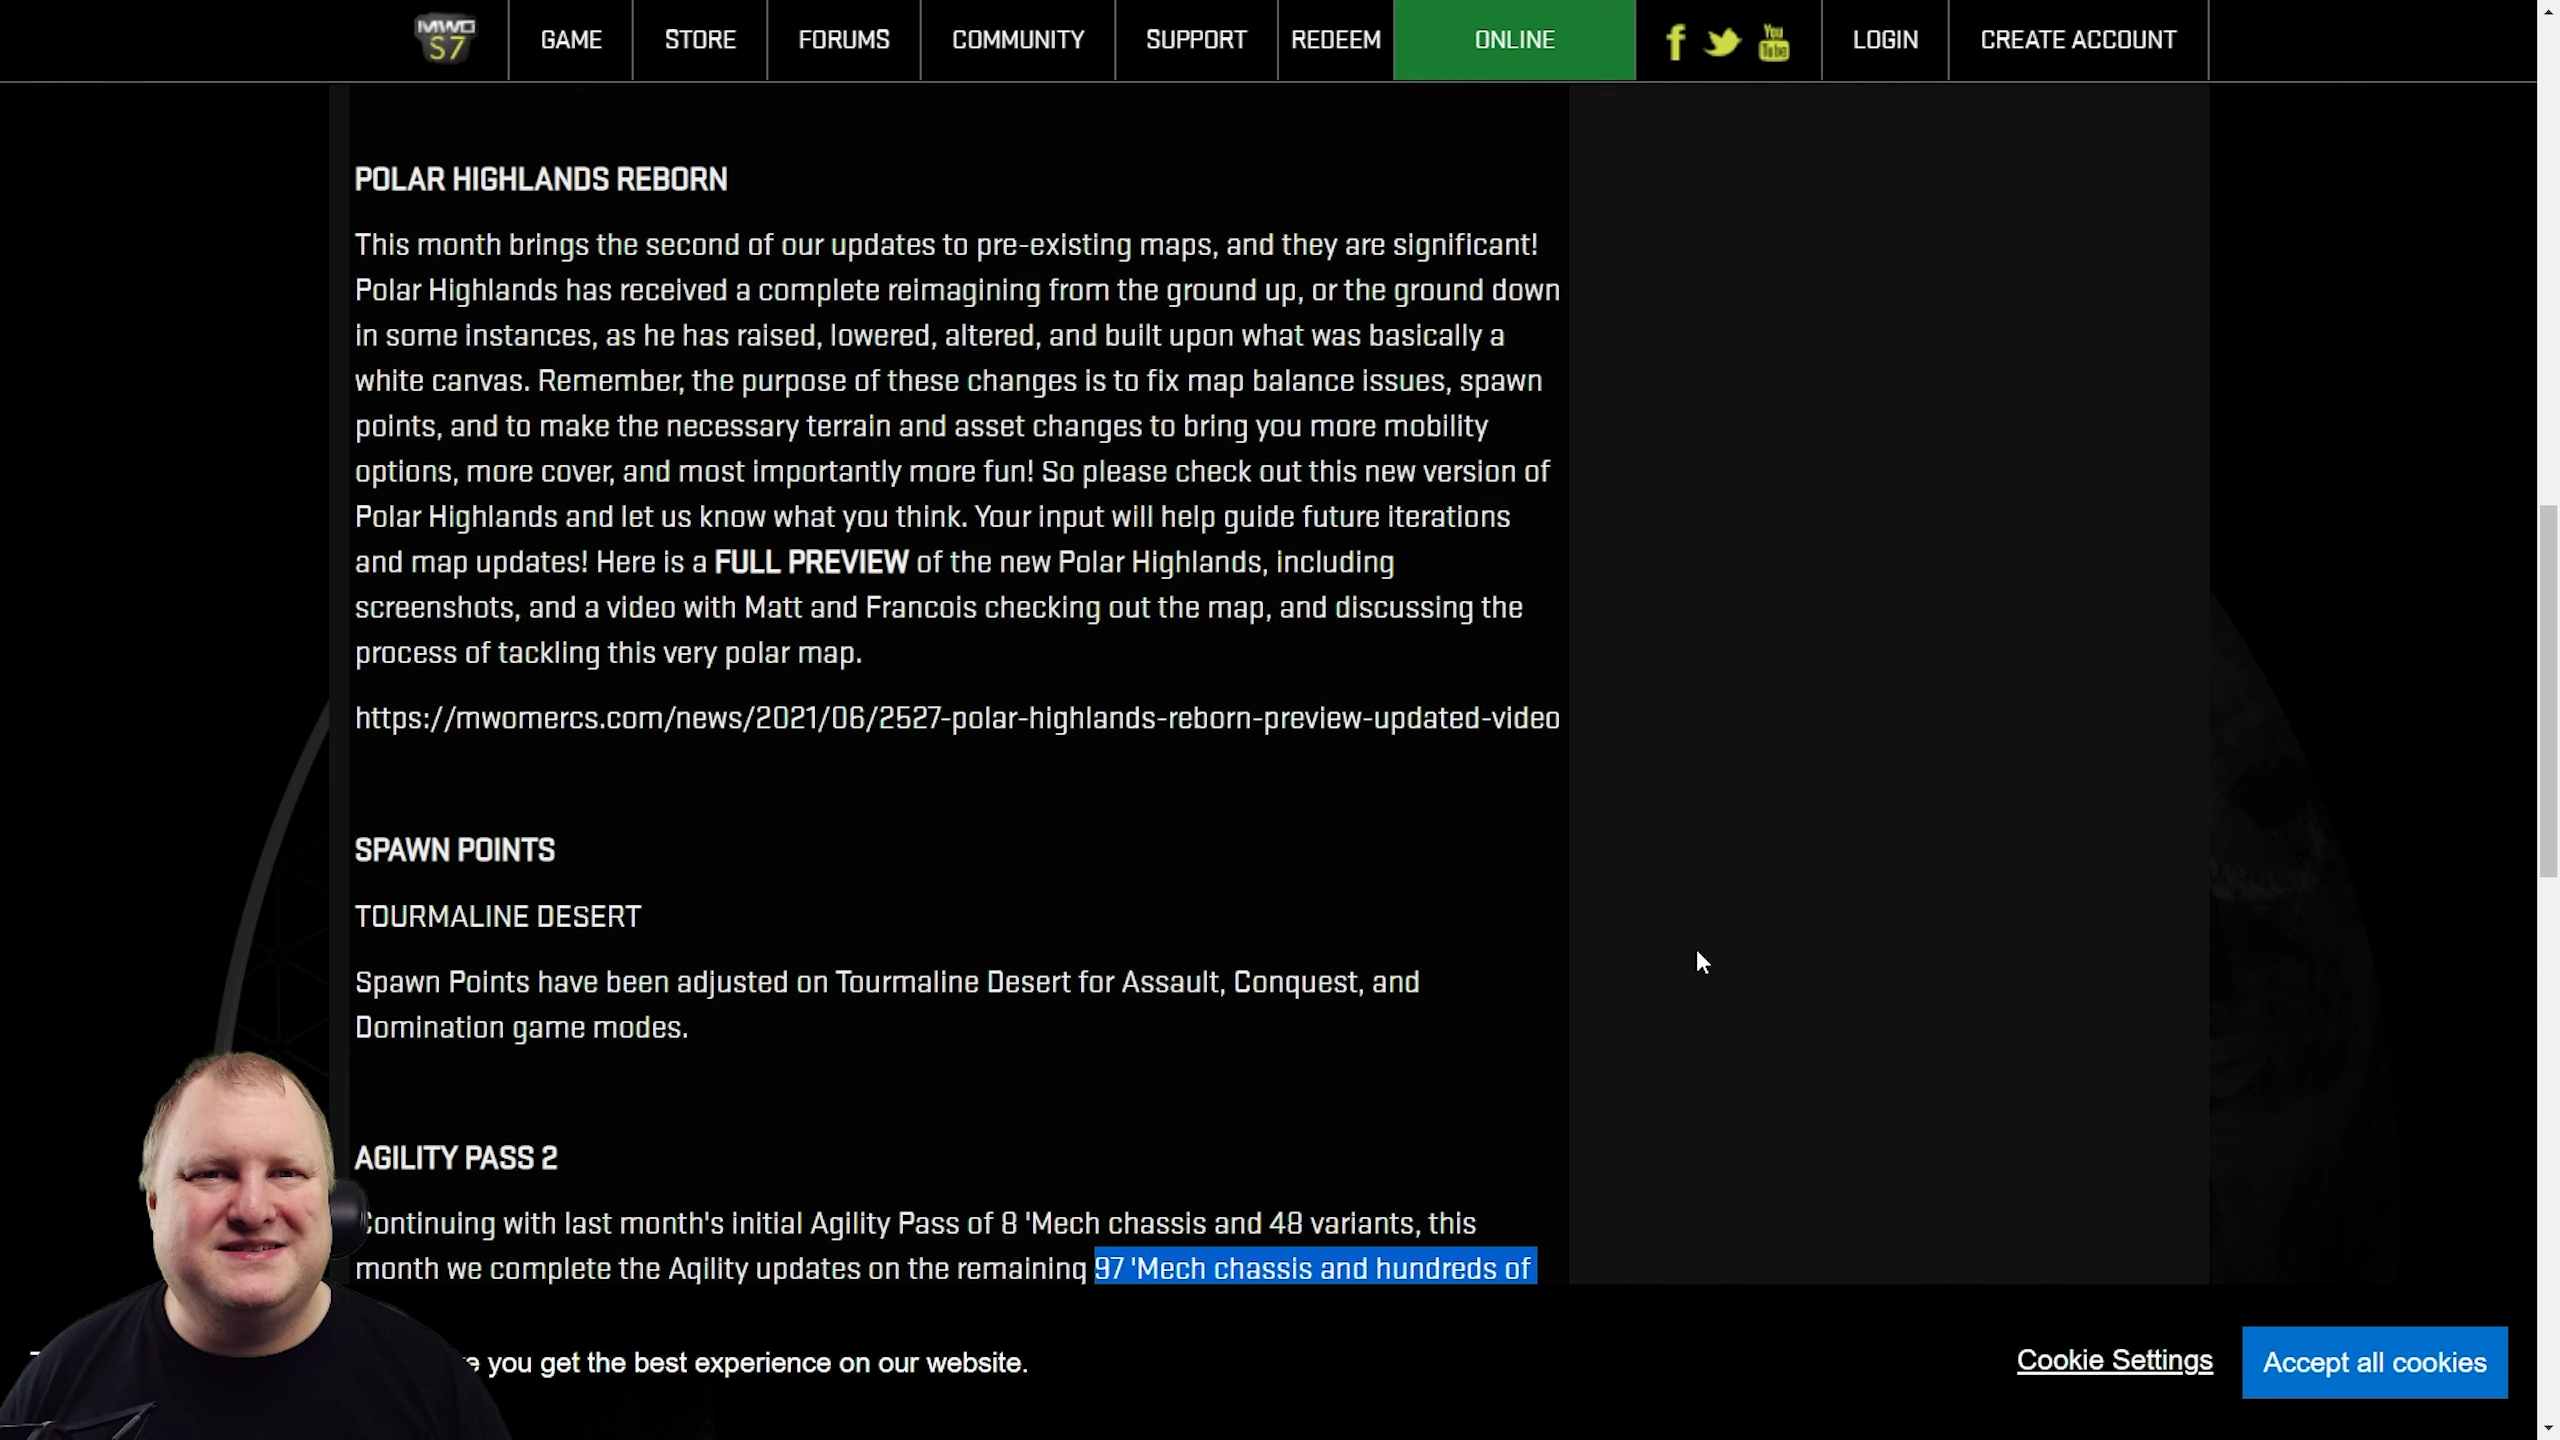 MWO
S7
GAME
STORE
FORUMS
COMMUNITY
SUPPORT
REDEEM
ONLINE
You
Tube
LOGIN
CREATE ACCOUNT
POLAR HIGHLANDS REBORN
This month brings the second of our updates to pre-existing maps, and they are significant!
Polar Highlands has received a complete reimagining from the ground up, or the ground down
in some instances, as he has raised, lowered, altered, and built upon what was basically a
white canvas. Remember, the purpose of these changes is to fix map balance issues, spawn
points, and to make the necessary terrain and asset changes to bring you more mobility
options, more cover, and most importantly more fun! So please check out this new version of
Polar Highlands and let us know what you think. Your input will help guide future iterations
and map updates! Here is a FULL PREVIEW of the new Polar Highlands, including
screenshots, and a video with Matt and Francois checking out the map, and discussing the
process of tackling this very polar map.
https://mwomercs.com/news/2021/06/2527-polar-highlands-reborn-preview-updated-video
SPAWN POINTS
TOURMALINE DESERT
Spawn Points have been adjusted on Tourmaline Desert for Assault, Conquest, and
Domination game modes.
AGILITY PASS 2
Continuing with last month's initial Agility Pass of 8 'Mech chassis and 48 variants, this
month we complete the Agility updates on the remaining 97 'Mech chassis and hundreds of
you get the best experience on our website.
Cookie Settings
Accept all cookies